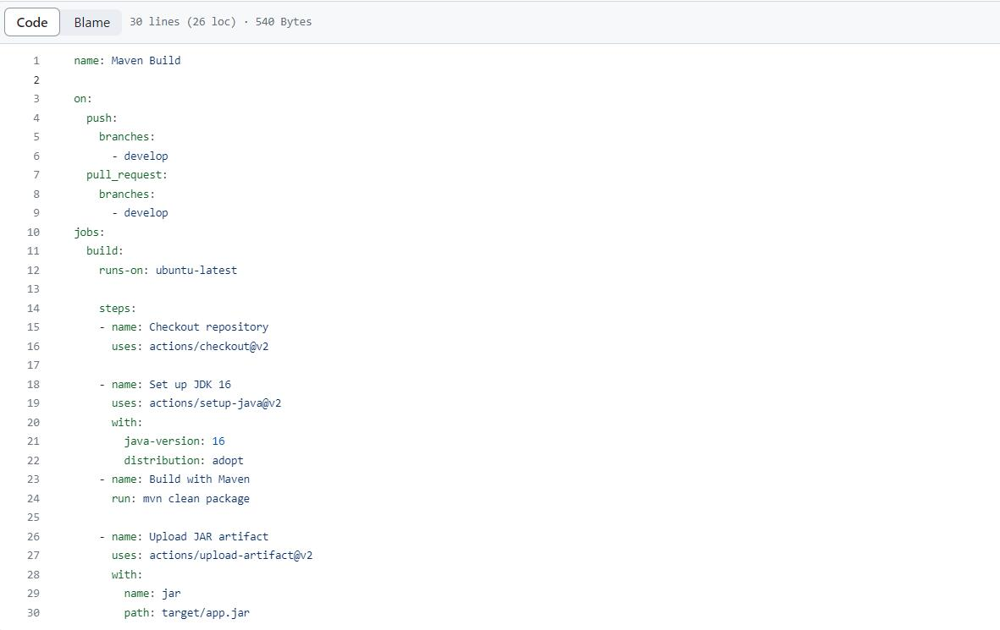 Code Blame 30 lines (26 loc) · 540 Bytes
1 name: Maven Build
2
3 on:
4   push:
5     branches:
6       - develop
7   pull_request:
8     branches:
9       - develop
10 jobs:
11   build:
12     runs-on: ubuntu-latest
13
14     steps:
15     - name: Checkout repository
16       uses: actions/checkout@v2
17
18     - name: Set up JDK 16
19       uses: actions/setup-java@v2
20       with:
21         java-version: 16
22         distribution: adopt
23     - name: Build with Maven
24       run: mvn clean package
25
26     - name: Upload JAR artifact
27       uses: actions/upload-artifact@v2
28       with:
29         name: jar
30         path: target/app.jar